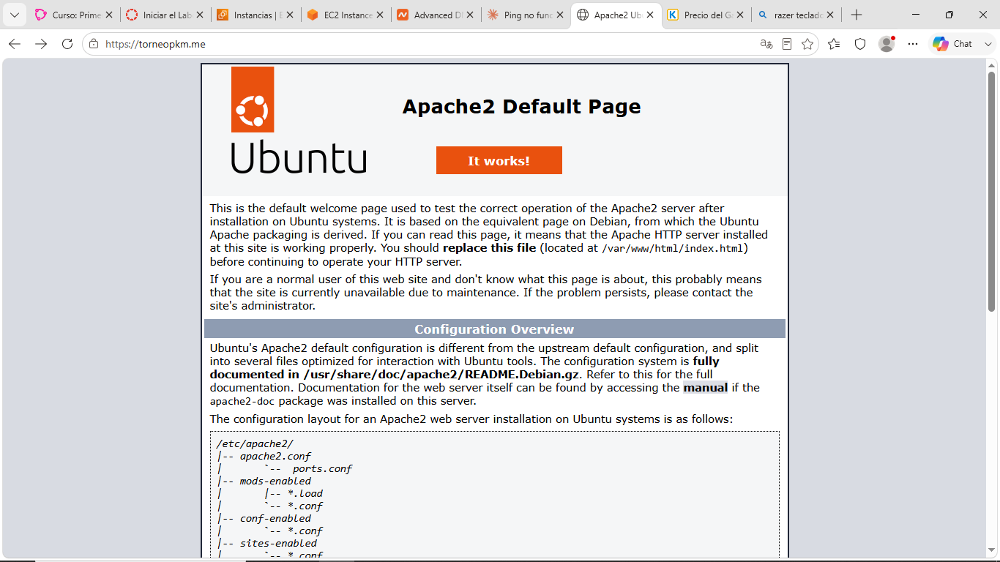 Curso: Prime
Iniciar el Lab
Instancias | E
EC2 Instance
Advanced D
Ping no func
Apache2 Ub
Precio del Ga
razer teclado
https://torneopkm.me
Chat
Apache2 Default Page
Ubuntu
It works!
This is the default welcome page used to test the correct operation of the Apache2 server after
installation on Ubuntu systems. It is based on the equivalent page on Debian, from which the Ubuntu
Apache packaging is derived. If you can read this page, it means that the Apache HTTP server installed
at this site is working properly. You should replace this file (located at /var/www/html/index.html)
before continuing to operate your HTTP server.
If you are a normal user of this web site and don't know what this page is about, this probably means
that the site is currently unavailable due to maintenance. If the problem persists, please contact the
site's administrator.
Configuration Overview
Ubuntu's Apache2 default configuration is different from the upstream default configuration, and split
into several files optimized for interaction with Ubuntu tools. The configuration system is fully
documented in /usr/share/doc/apache2/README.Debian.gz. Refer to this for the full
documentation. Documentation for the web server itself can be found by accessing the manual if the
apache2-doc package was installed on this server.
The configuration layout for an Apache2 web server installation on Ubuntu systems is as follows:
/etc/apache2/
|-- apache2.conf
|       `--  ports.conf
|-- mods-enabled
|       |-- *.load
|       `-- *.conf
|-- conf-enabled
|       `-- *.conf
|-- sites-enabled
|       `-- *.conf